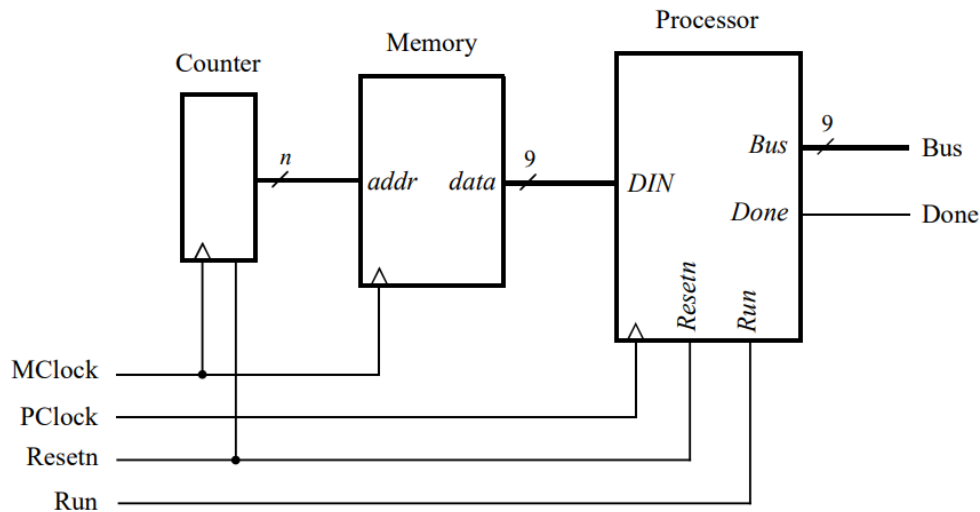 Processor
Memory
Counter
9
Bus
Bus
n
9
addr
data
DIN
Done
Done
Resetn
Run
MClock
PClock
Resetn
Run